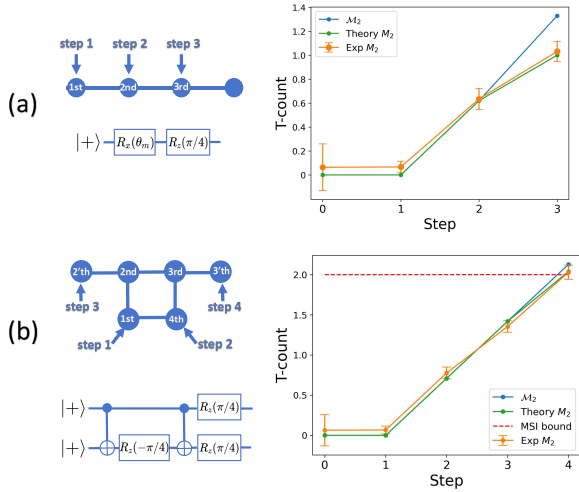 (a)
step 1 step 2 step 3
1st 2nd 3rd
|+⟩ R_x(θ_m) R_z(π/4)
T-count
1.4
1.2
1.0
0.8
0.6
0.4
0.2
0
0 1 2 3
Step
𝓜₂
Theory M₂
Exp M₂
(b)
2'th 2nd 3rd 3'th
step 3 step 4
1st 4th
step 1 step 2
|+⟩ R_z(π/4)
|+⟩ R_z(-π/4) R_z(π/4)
T-count
2.0
1.5
1.0
0.5
0
0 1 2 3 4
Step
𝓜₂
Theory M₂
MSI bound
Exp M₂